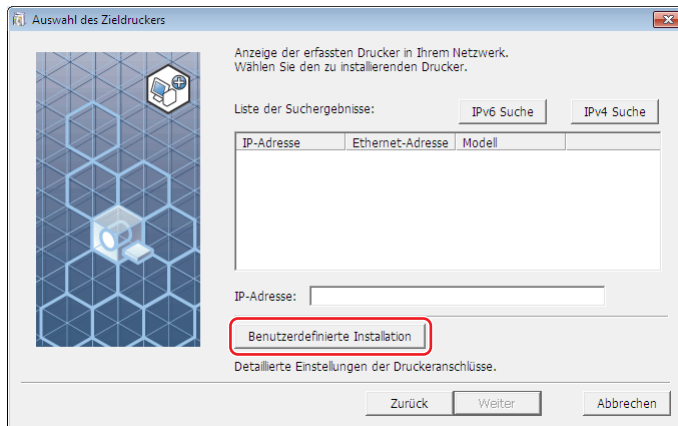 Auswahl des Zieldruckers
Anzeige der erfassten Drucker in Ihrem Netzwerk.
Wählen Sie den zu installierenden Drucker.
Liste der Suchergebnisse:
IPv6 Suche
IPv4 Suche
IP-Adresse Ethernet-Adresse Modell
IP-Adresse:
Benutzerdefinierte Installation
Detaillierte Einstellungen der Druckeranschlüsse.
Zurück
Weiter
Abbrechen